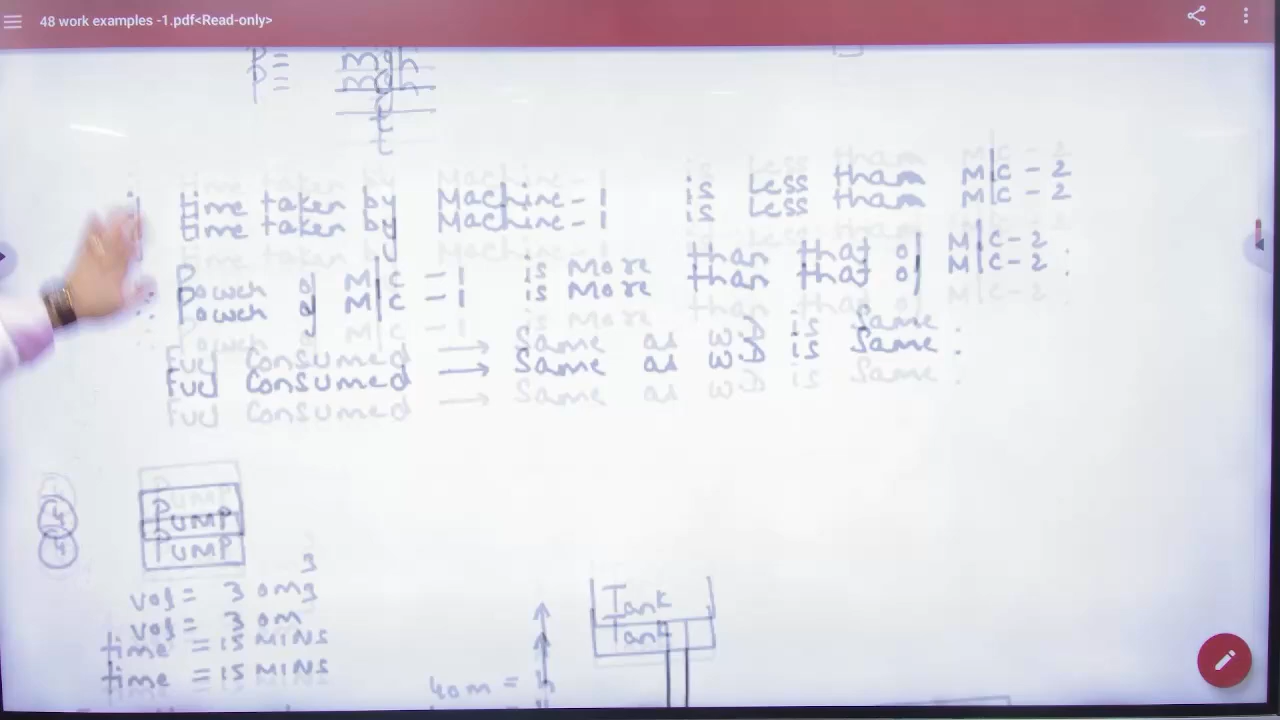 48 work examples -1.pdf<Read-only>
P = mgh
t
time taken by Machine-1 is Less than M/c-2
∴ Power of M/c-1 is More than that of M/c-2.
Fuel Consumed → Same as WD is Same.
4 PUMP
vol = 30m³
time = 15 MINS
Tank
40m = h